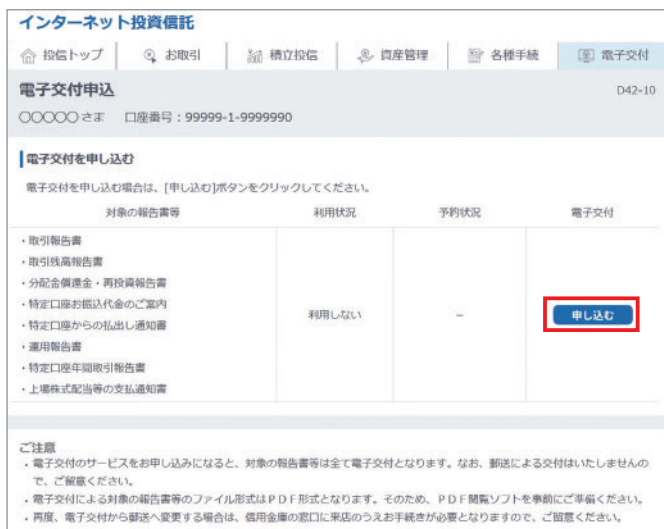 インターネット投資信託
投信トップ お取引 積立投信 資産管理 各種手続 電子交付
電子交付申込 D42-10
○○○○○さま 口座番号：99999-1-9999990
電子交付を申し込む
電子交付を申し込む場合は、[申し込む]ボタンをクリックしてください。
対象の報告書等 利用状況 予約状況 電子交付
・取引報告書
・取引残高報告書
・分配金償還金・再投資報告書
・特定口座お振込代金のご案内
・特定口座からの払出し通知書
・運用報告書
・特定口座年間取引報告書
・上場株式配当等の支払通知書
利用しない － 申し込む
ご注意
・電子交付のサービスをお申し込みになると、対象の報告書等は全て電子交付となります。なお、郵送による交付はいたしませんの
で、ご留意ください。
・電子交付による対象の報告書等のファイル形式はＰＤＦ形式となります。そのため、ＰＤＦ閲覧ソフトを事前にご準備ください。
・再度、電子交付から郵送へ変更する場合は、信用金庫の窓口に来店のうえお手続きが必要となりますので、ご留意ください。